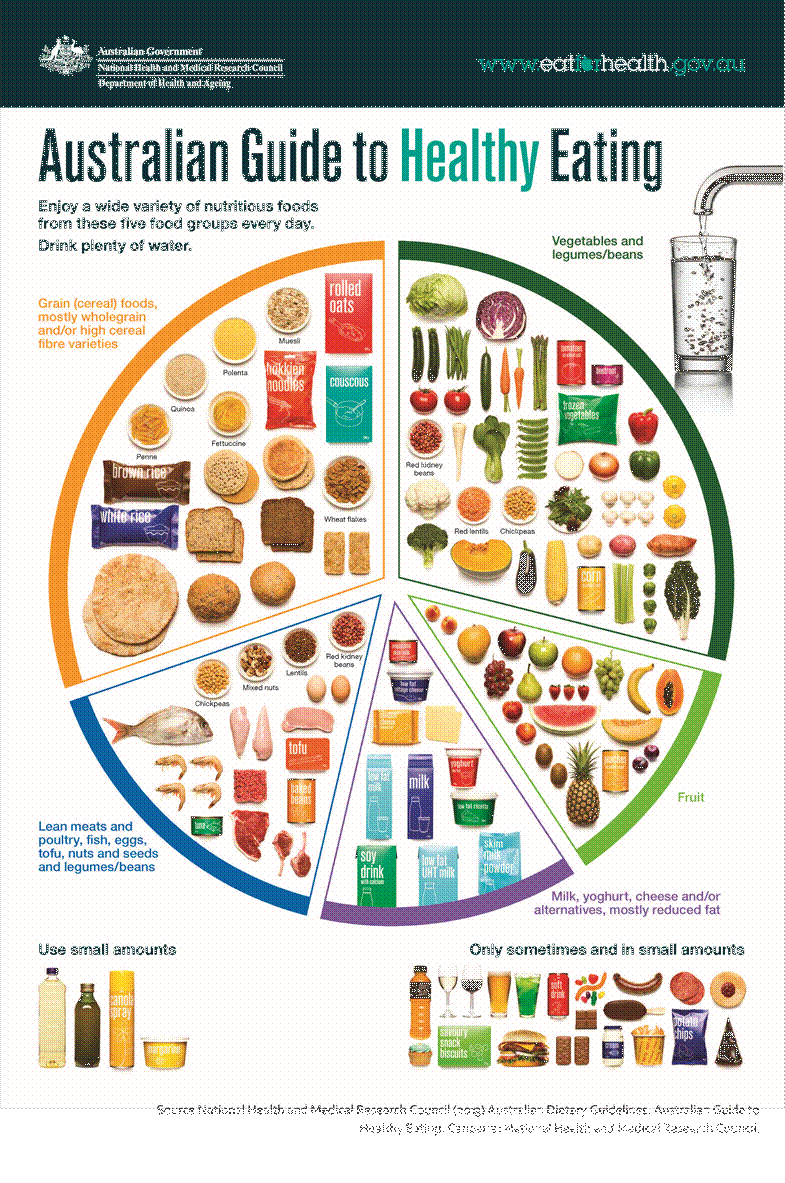 Australian Government
National Health and Medical Research Council
Department of Health and Ageing
www.eatforhealth.gov.au
Australian Guide to Healthy Eating
Enjoy a wide variety of nutritious foods
from these five food groups every day.
Drink plenty of water.
Grain (cereal) foods,
mostly wholegrain
and/or high cereal
fibre varieties
rolled
oats
Muesli
Polenta
hokkien
noodles
couscous
Quinoa
Fettuccine
Penne
brown rice
white rice
Wheat flakes
Vegetables and
legumes/beans
tomatoes
beetroot
frozen
vegetables
Red kidney
beans
Red lentils
Chickpeas
corn
Lean meats and
poultry, fish, eggs,
tofu, nuts and seeds
and legumes/beans
Red kidney
beans
Lentils
Mixed nuts
Chickpeas
tofu
baked
beans
tuna
low fat
cottage cheese
low fat
milk
milk
yoghurt
low fat ricotta
soy
drink
with calcium
low fat
UHT milk
skim
milk
powder
Milk, yoghurt, cheese and/or
alternatives, mostly reduced fat
Fruit
peaches
Use small amounts
canola
spray
margarine
Only sometimes and in small amounts
soft
drink
savoury
snack
biscuits
cream
potato
chips
Source: National Health and Medical Research Council (2013) Australian Dietary Guidelines. Australian Guide to
Healthy Eating. Canberra: National Health and Medical Research Council.